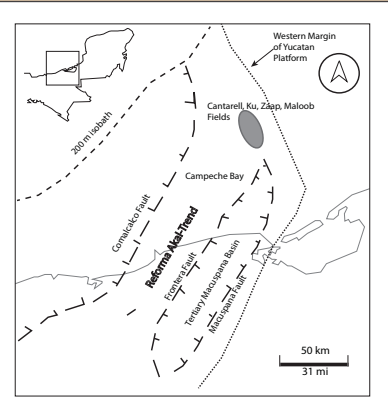 Western Margin
of Yucatan
Platform
200 m isobath
Cantarell, Ku, Zaap, Maloob
Fields
Campeche Bay
Comalcalco Fault
Reforma Akal-Trend
Frontera Fault
Tertiary Macuspana Basin
Macuspana Fault
50 km
31 mi